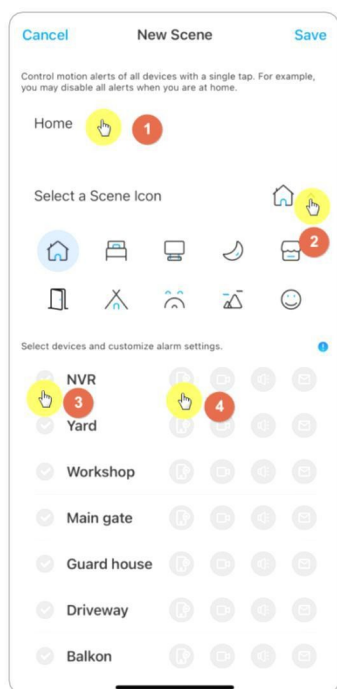 Cancel New Scene Save
Control motion alerts of all devices with a single tap. For example,
you may disable all alerts when you are at home.
Home 1
Select a Scene Icon
2
Select devices and customize alarm settings.
NVR
3 4
Yard
Workshop
Main gate
Guard house
Driveway
Balkon